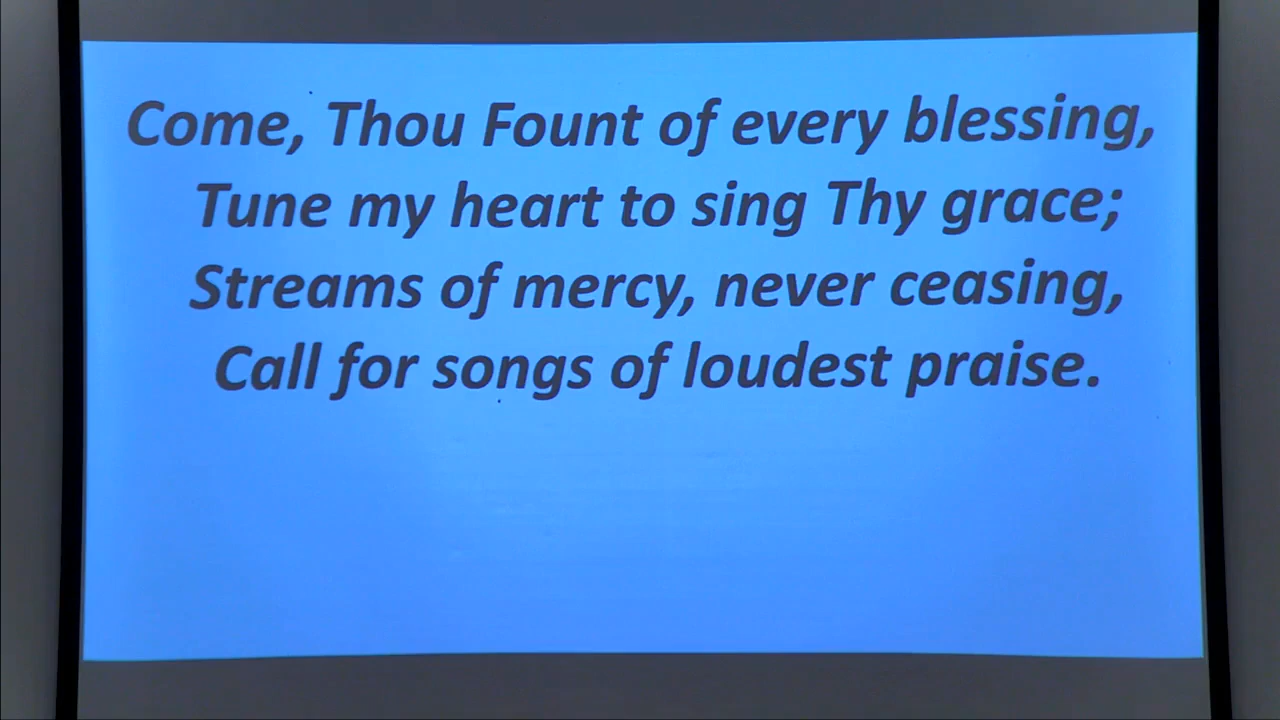 Come, Thou Fount of every blessing,
Tune my heart to sing Thy grace;
Streams of mercy, never ceasing,
Call for songs of loudest praise.